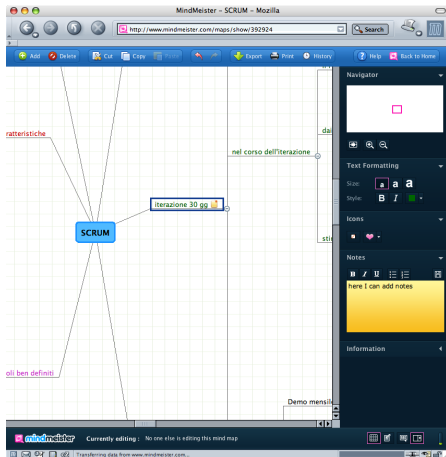 MindMeister – SCRUM – Mozilla
http://www.mindmeister.com/maps/show/392924
Search
Add Delete Cut Copy Paste Export Print History Help Back to Home
Navigator
dai
nel corso dell'iterazione
Text Formatting
Size: a a a
Style: B I
iterazione 30 gg
SCRUM
Icons
Notes
B I U
here I can add notes
Information
oli ben definiti
Demo mensile
mindmeister Currently editing : No one else is editing this mind map
Transferring data from www.mindmeister.com...